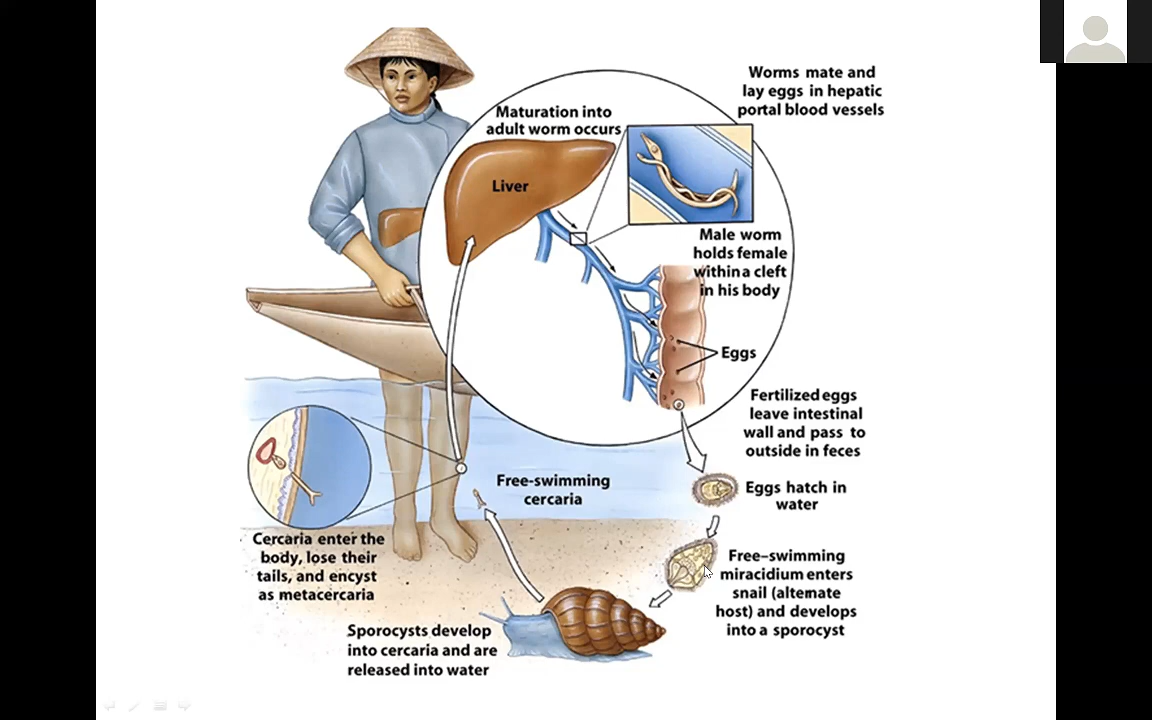 Worms mate and
lay eggs in hepatic
portal blood vessels
Maturation into
adult worm occurs
Liver
Male worm
holds female
within a cleft
in his body
Eggs
Fertilized eggs
leave intestinal
wall and pass to
outside in feces
Eggs hatch in
water
Free-swimming
cercaria
Cercaria enter the
body, lose their
tails, and encyst
as metacercaria
Free–swimming
miracidium enters
snail (alternate
host) and develops
into a sporocyst
Sporocysts develop
into cercaria and are
released into water